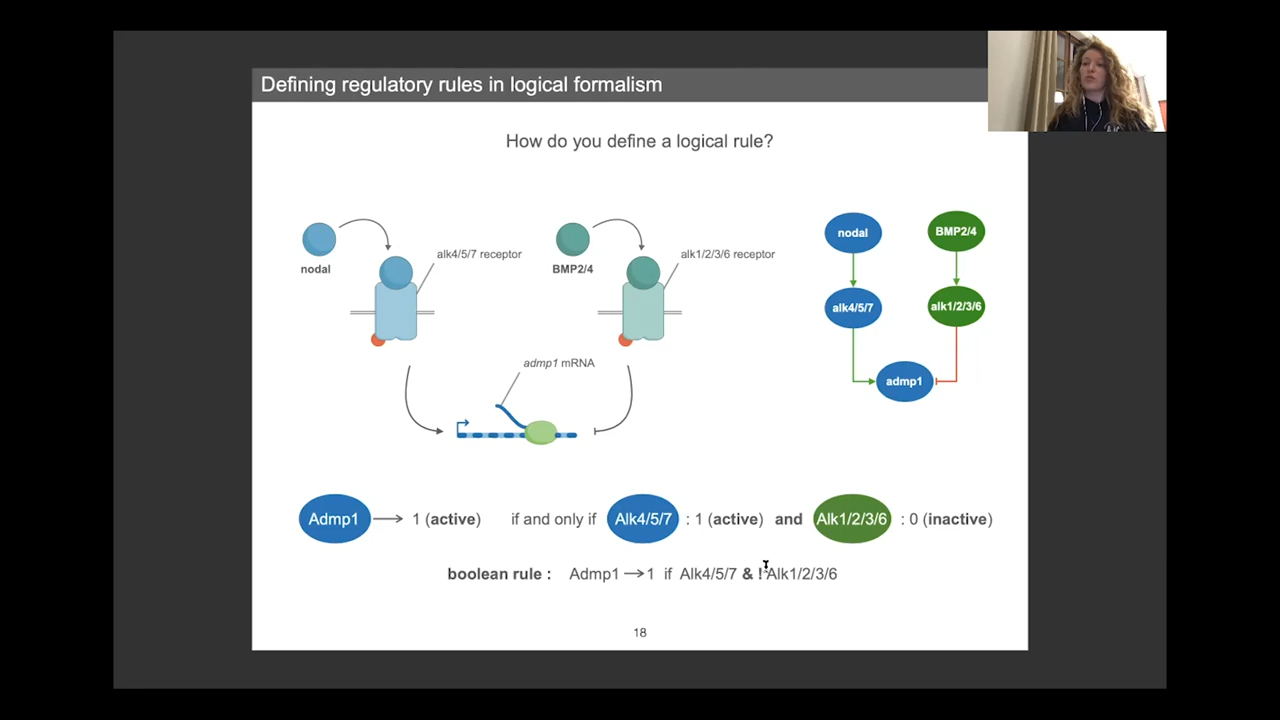 Defining regulatory rules in logical formalism
How do you define a logical rule?
nodal
alk4/5/7 receptor
BMP2/4
alk1/2/3/6 receptor
admp1 mRNA
nodal
BMP2/4
alk4/5/7
alk1/2/3/6
admp1
Admp1 → 1 (active) if and only if Alk4/5/7 : 1 (active) and Alk1/2/3/6 : 0 (inactive)
boolean rule : Admp1 → 1 if Alk4/5/7 & ! Alk1/2/3/6
18